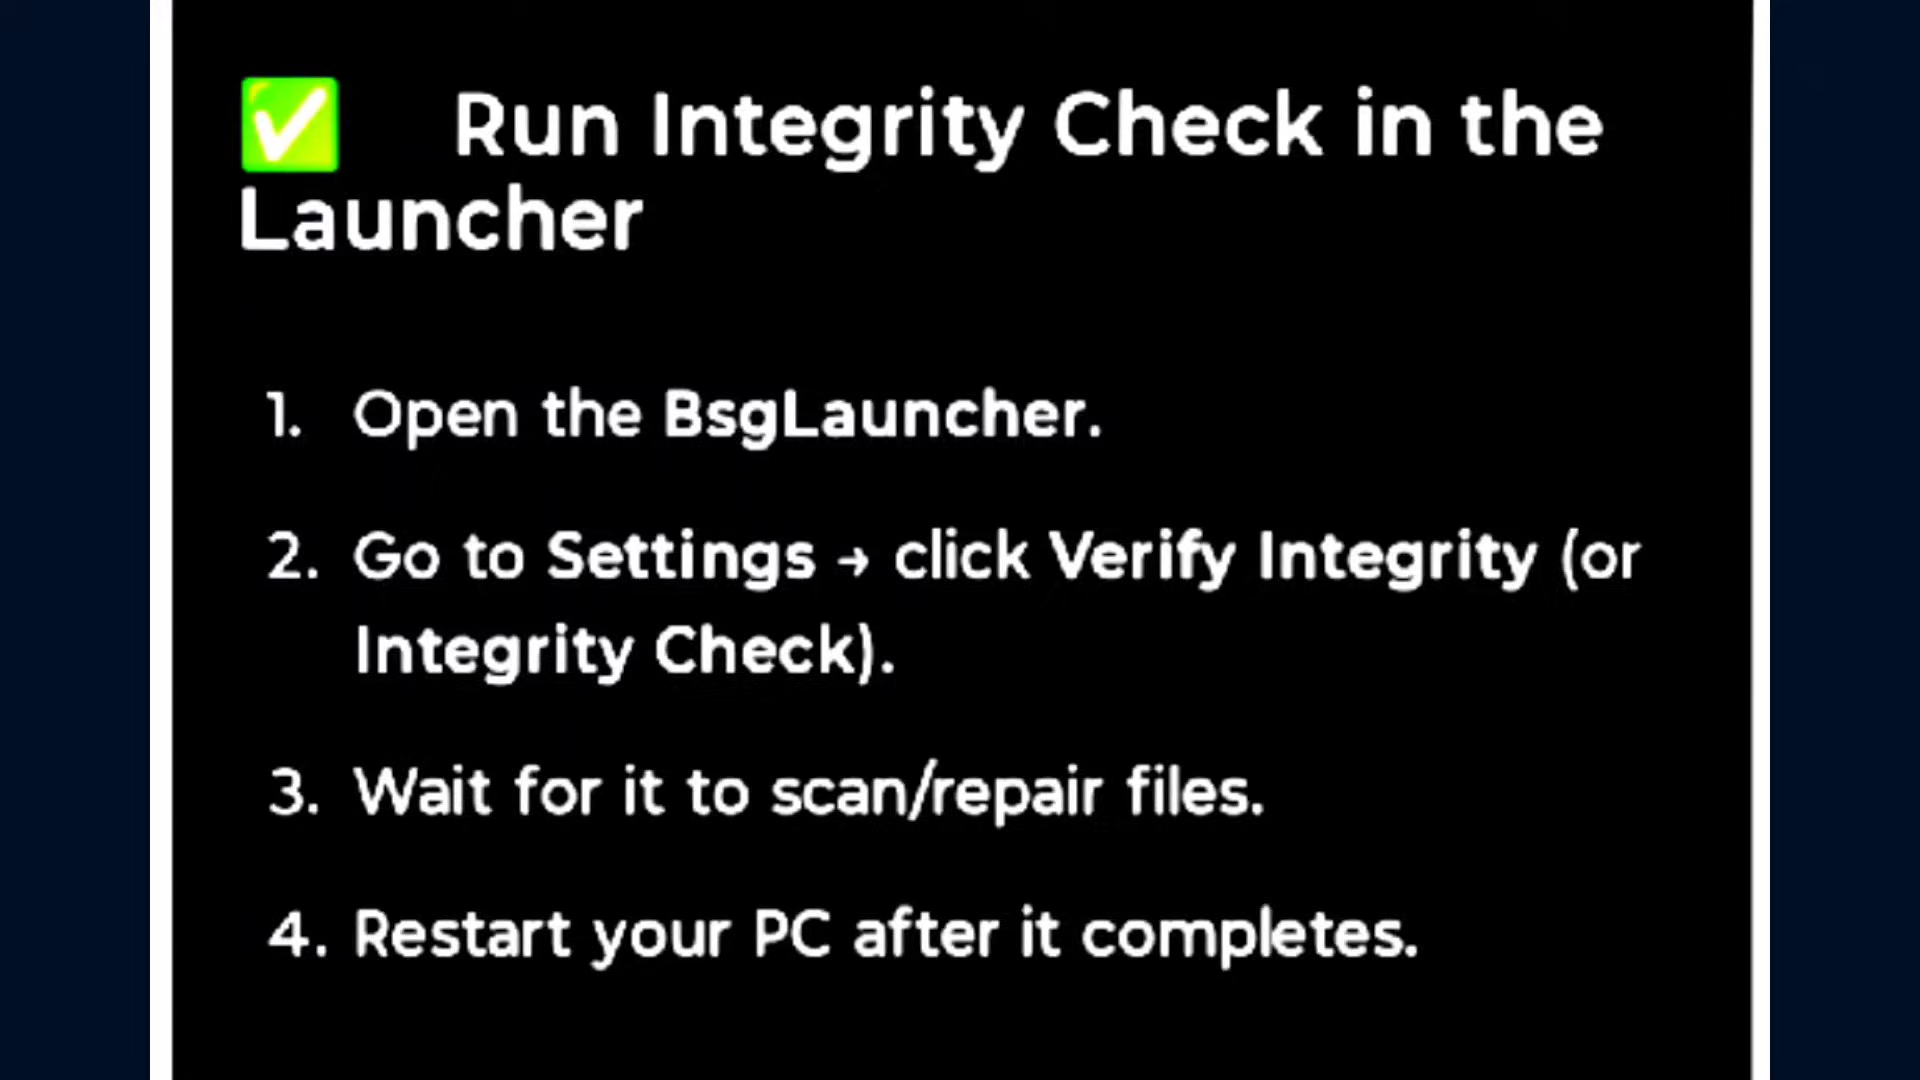 ✅ Run Integrity Check in the
Launcher
1. Open the BsgLauncher.
2. Go to Settings → click Verify Integrity (or
Integrity Check).
3. Wait for it to scan/repair files.
4. Restart your PC after it completes.